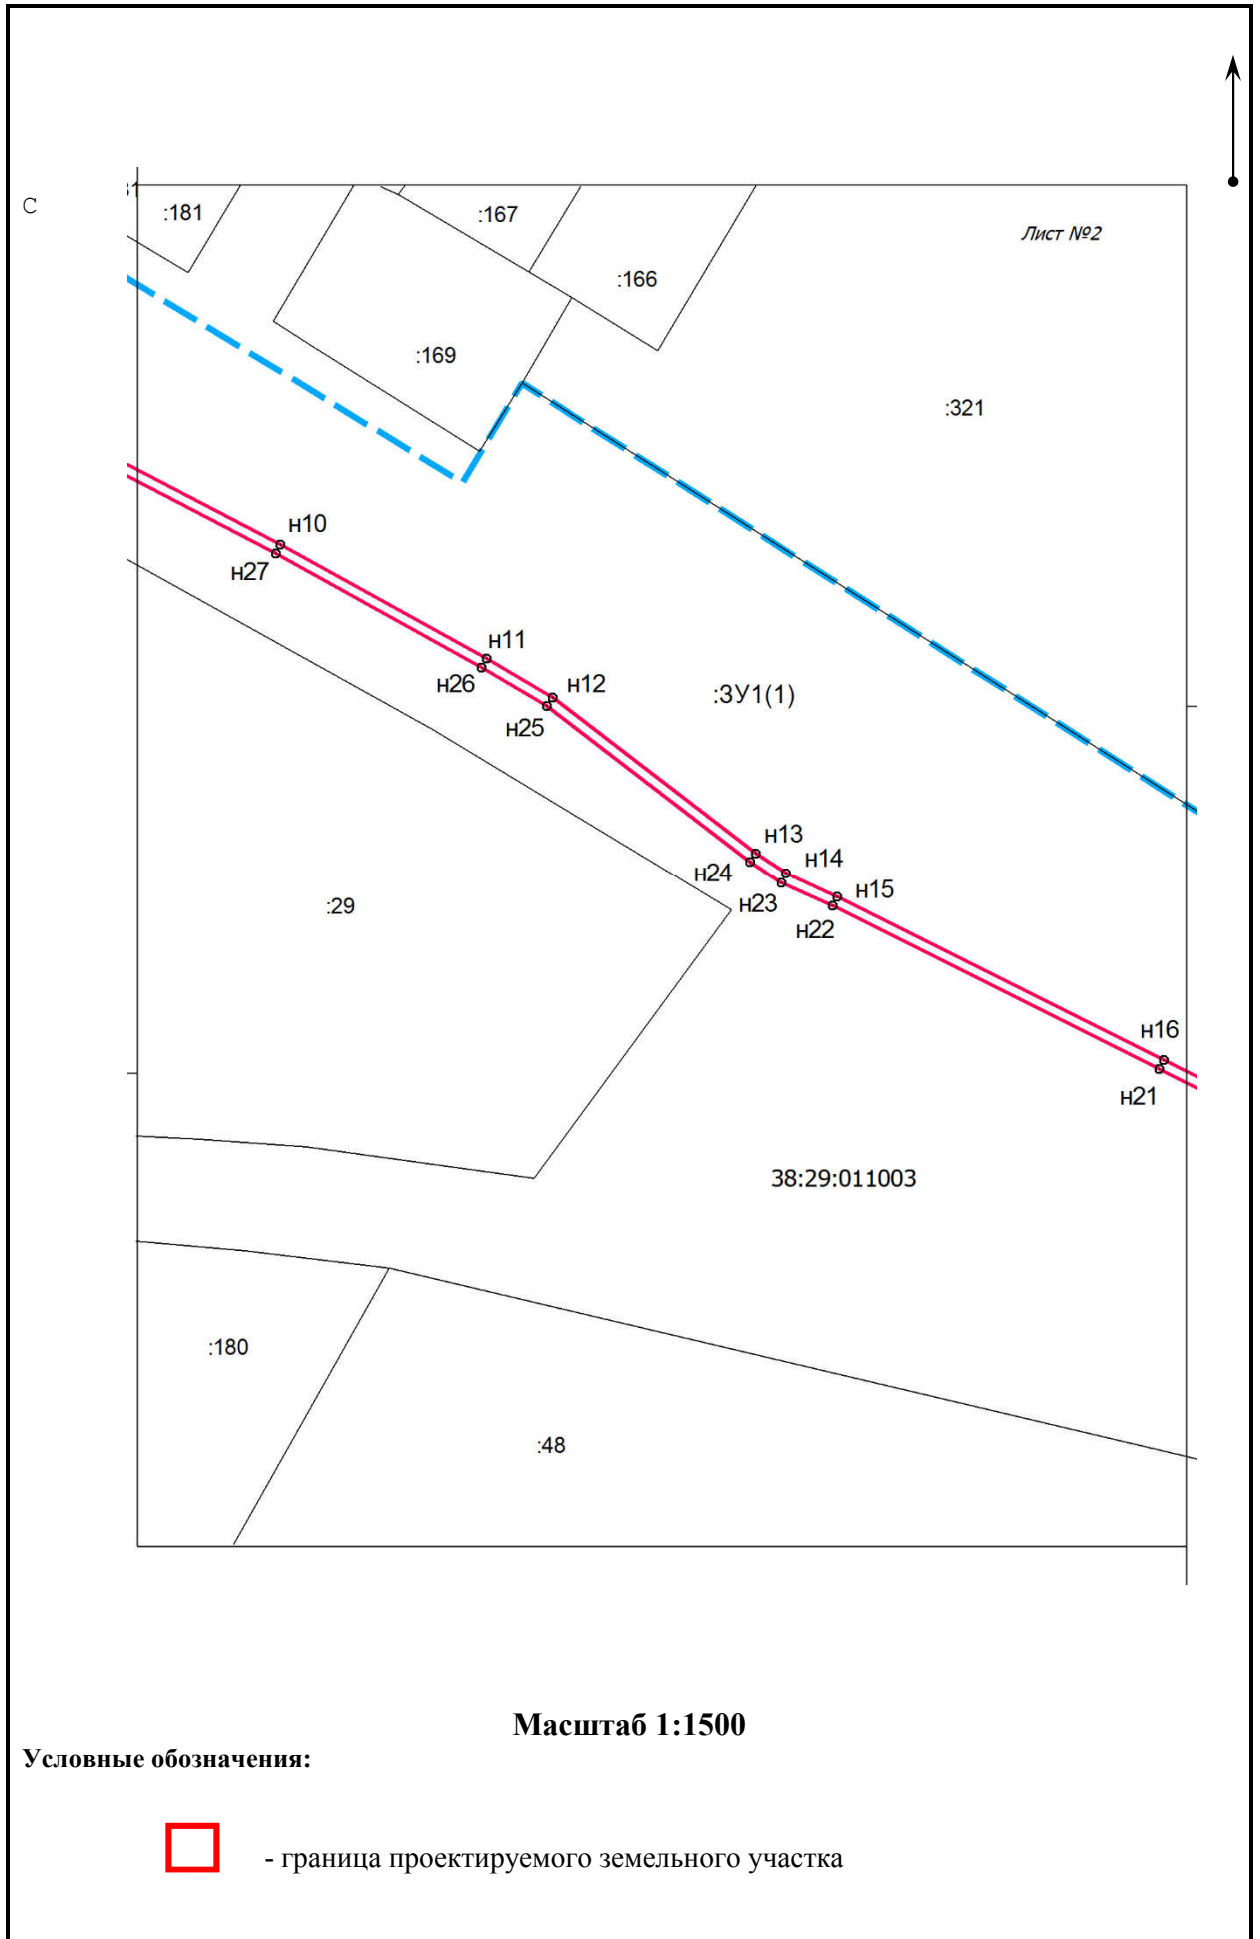 С
:181
:167
Лист №2
:166
:169
:321
н10
н27
н11
н26
н12
:ЗУ1(1)
н25
н13
н14
н24
н15
н23
:29
н22
н16
н21
38:29:011003
:180
:48
Масштаб 1:1500
Условные обозначения:
- граница проектируемого земельного участка